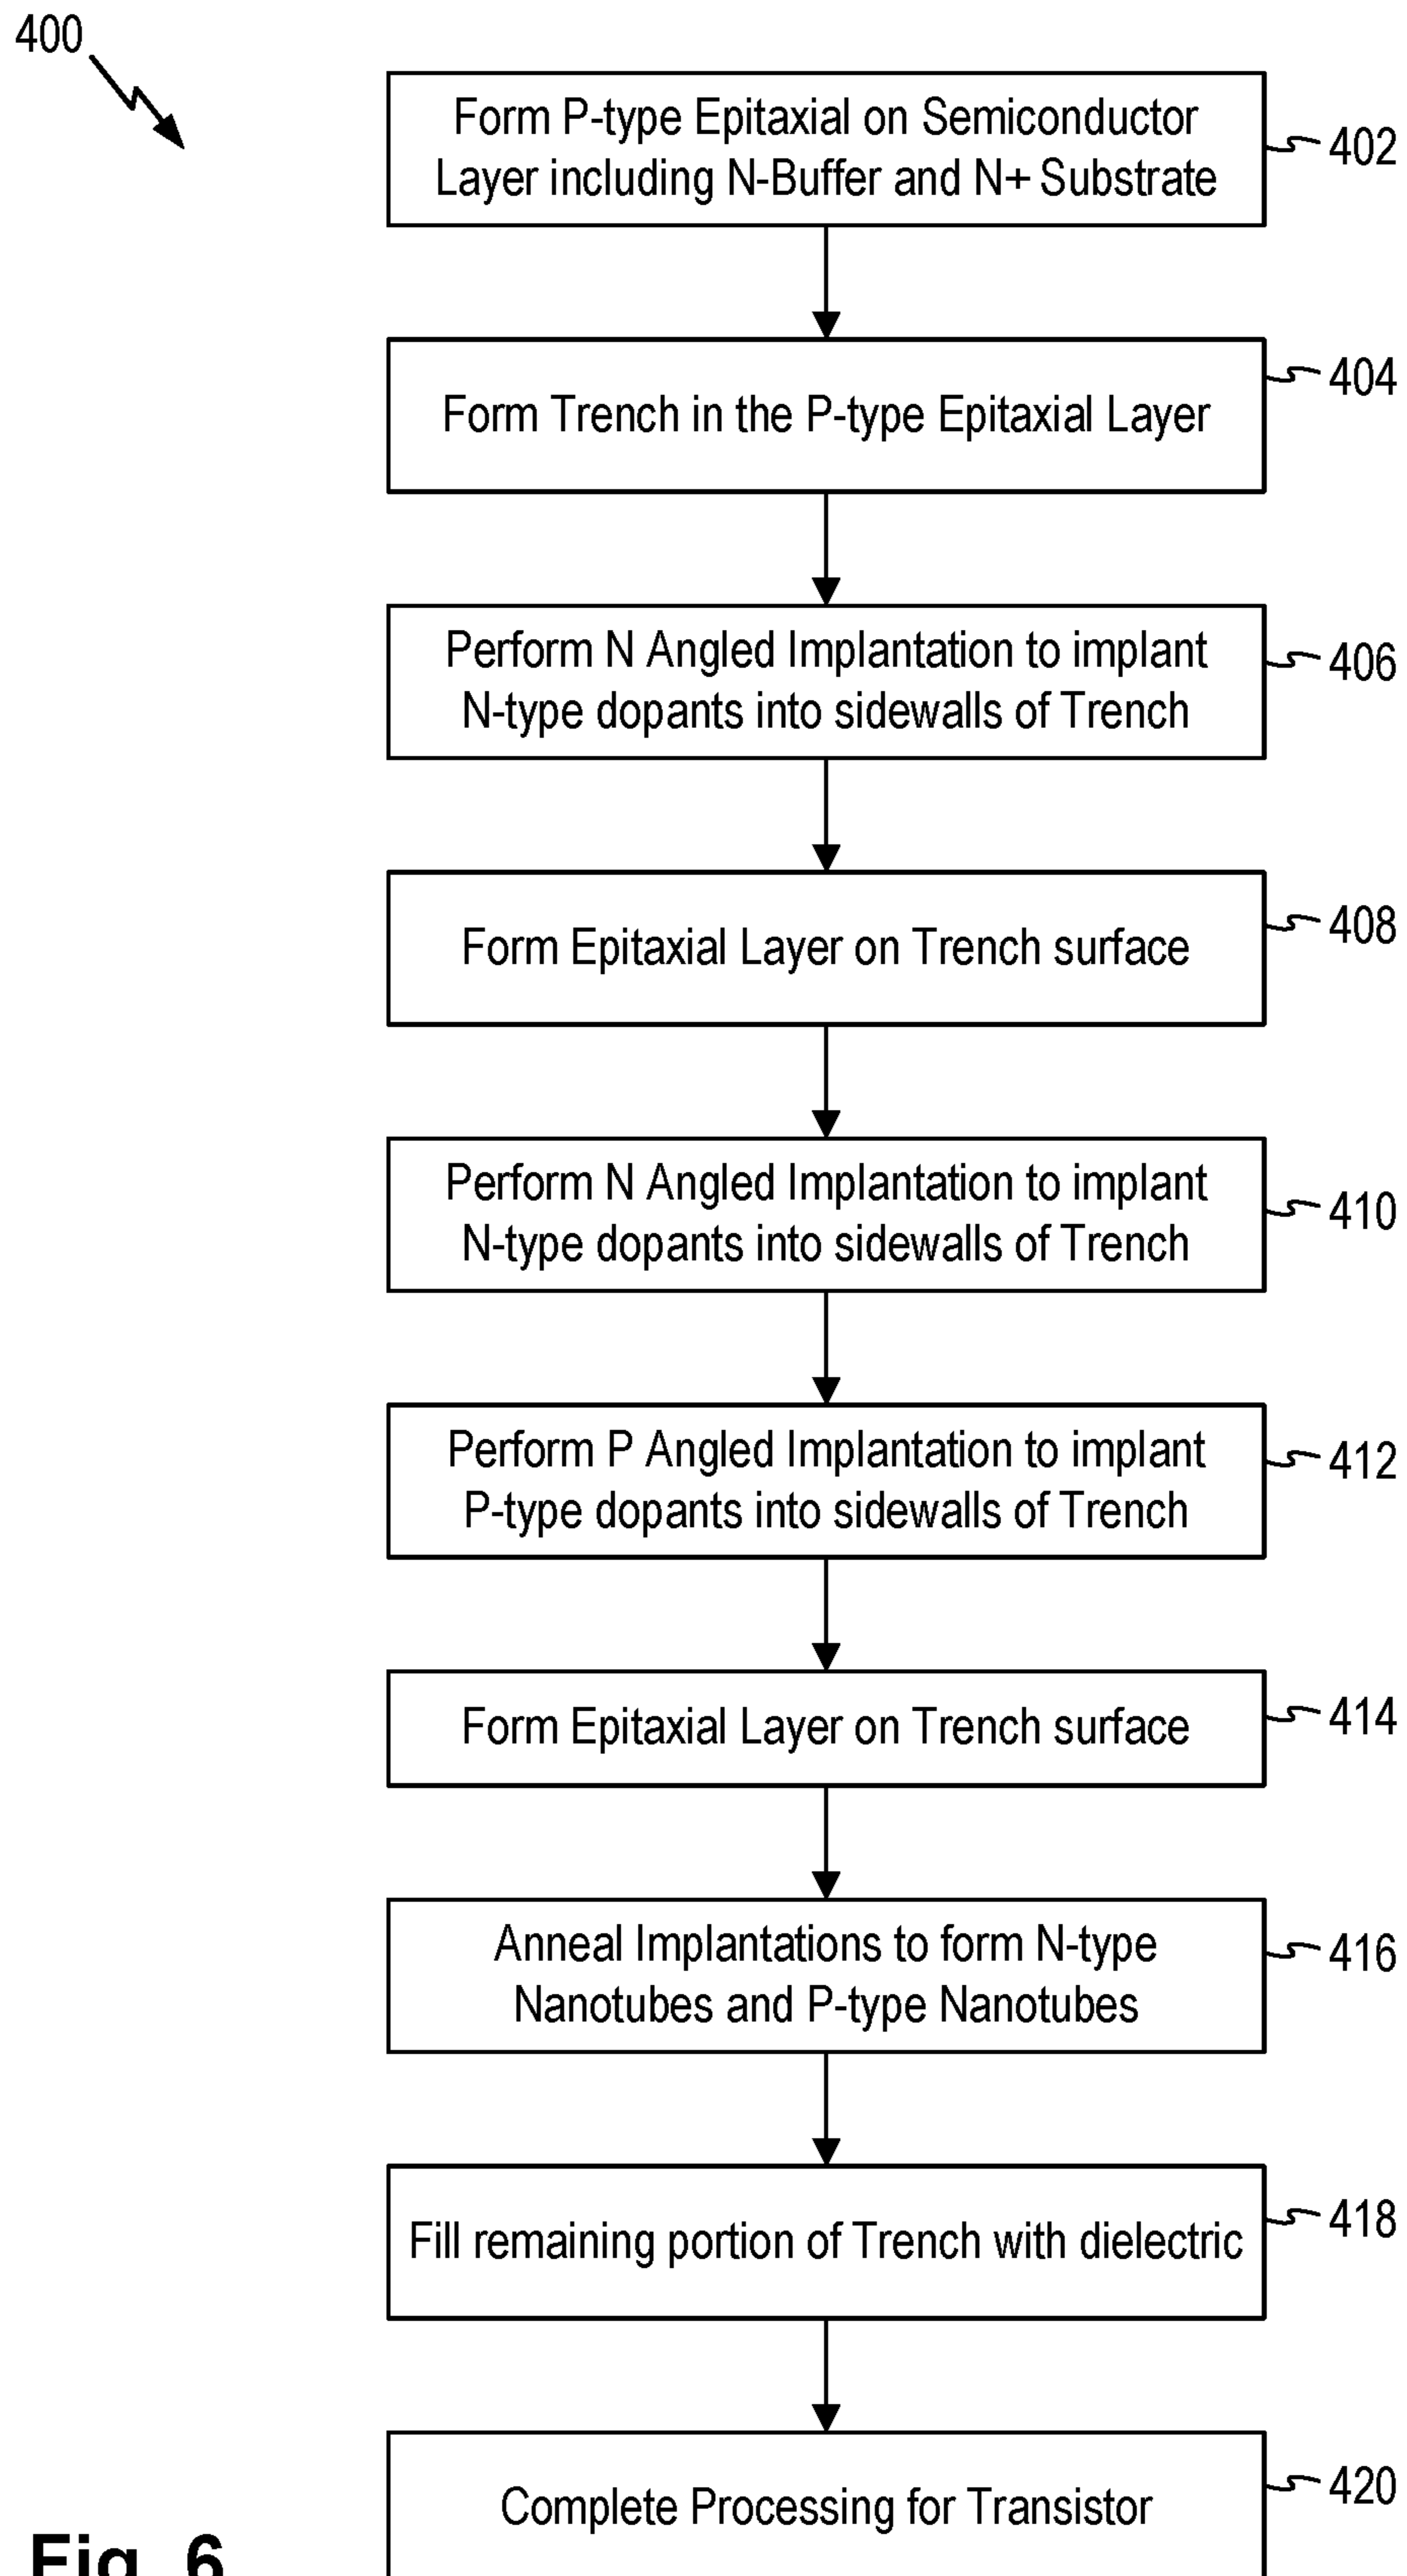 400
Form P-type Epitaxial on Semiconductor
Layer including N-Buffer and N+ Substrate
402
Form Trench in the P-type Epitaxial Layer
404
Perform N Angled Implantation to implant
N-type dopants into sidewalls of Trench
406
Form Epitaxial Layer on Trench surface
408
Perform N Angled Implantation to implant
N-type dopants into sidewalls of Trench
410
Perform P Angled Implantation to implant
P-type dopants into sidewalls of Trench
412
Form Epitaxial Layer on Trench surface
414
Anneal Implantations to form N-type
Nanotubes and P-type Nanotubes
416
Fill remaining portion of Trench with dielectric
418
Complete Processing for Transistor
420
Fig. 6